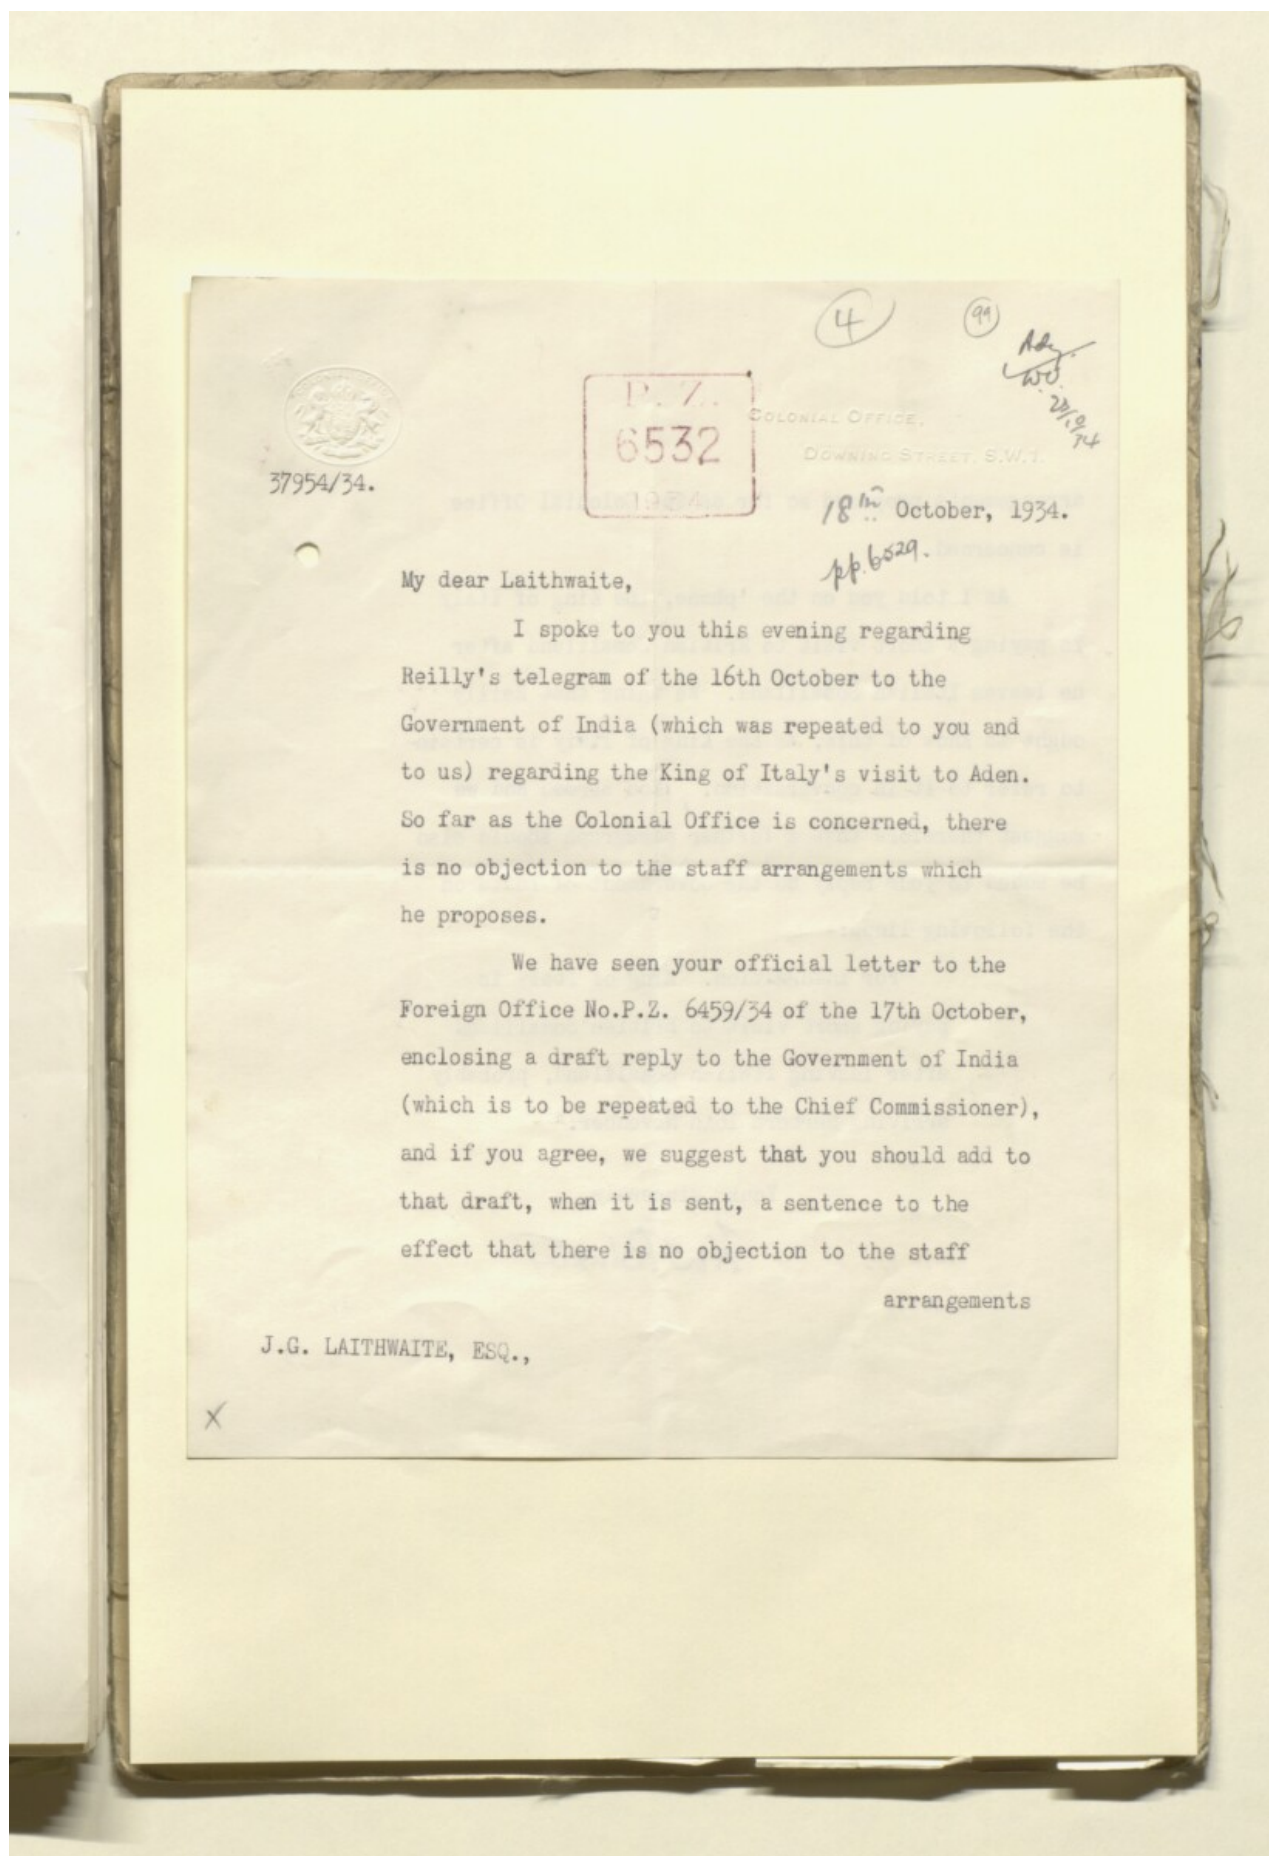 4
99
P. Z.
6532
1934
COLONIAL OFFICE,
DOWNING STREET, S.W.1.
37954/34.
18th October, 1934.
pp. 6529.
My dear Laithwaite,
I spoke to you this evening regarding
Reilly's telegram of the 16th October to the
Government of India (which was repeated to you and
to us) regarding the King of Italy's visit to Aden.
So far as the Colonial Office is concerned, there
is no objection to the staff arrangements which
he proposes.
We have seen your official letter to the
Foreign Office No.P.Z. 6459/34 of the 17th October,
enclosing a draft reply to the Government of India
(which is to be repeated to the Chief Commissioner),
and if you agree, we suggest that you should add to
that draft, when it is sent, a sentence to the
effect that there is no objection to the staff
arrangements
J.G. LAITHWAITE, ESQ.,
X